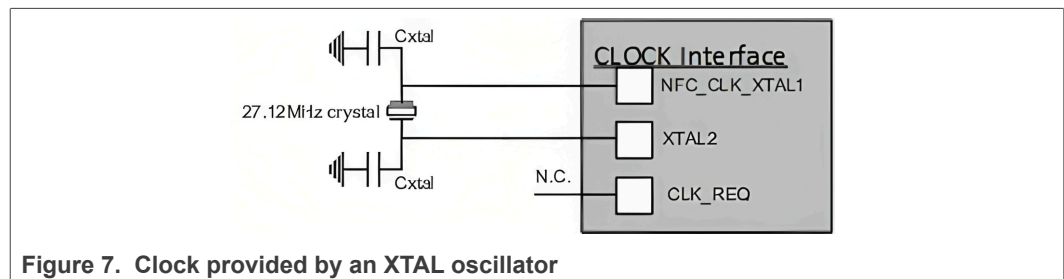 Cxtal
CLOCK Interface
NFC_CLK_XTAL1
27.12MHz crystal
XTAL2
Cxtal
N.C.
CLK_REQ
Figure 7. Clock provided by an XTAL oscillator